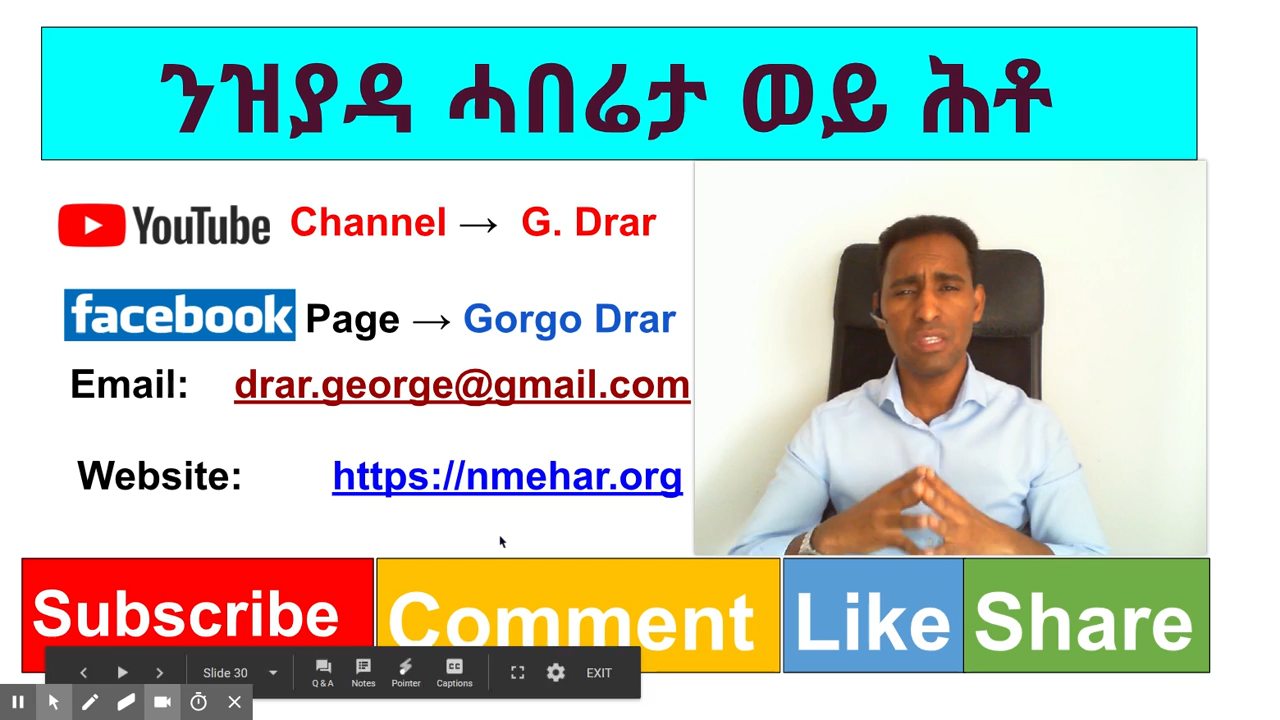 ንዝያዳ ሓበሬታ ወይ ሕቶ
YouTube Channel → G. Drar
facebook Page → Gorgo Drar
Email: drar.george@gmail.com
Website: https://nmehar.org
Subscribe Comment Like Share
Slide 30 Q & A Notes Pointer CC Captions EXIT